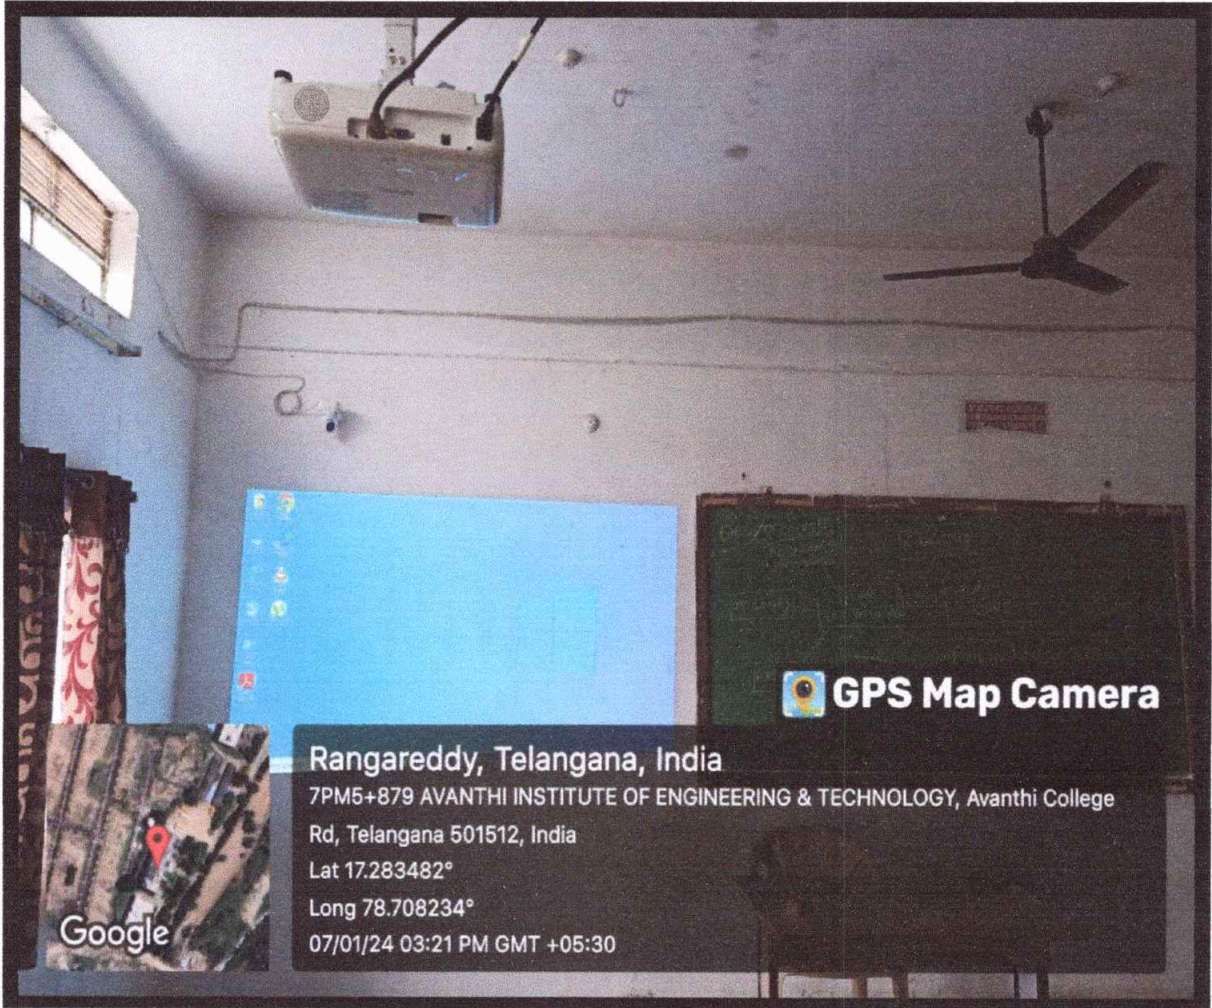 GPS Map Camera
Rangareddy, Telangana, India
7PM5+879 AVANTHI INSTITUTE OF ENGINEERING & TECHNOLOGY, Avanthi College
Rd, Telangana 501512, India
Lat 17.283482°
Long 78.708234°
07/01/24 03:21 PM GMT +05:30
Google